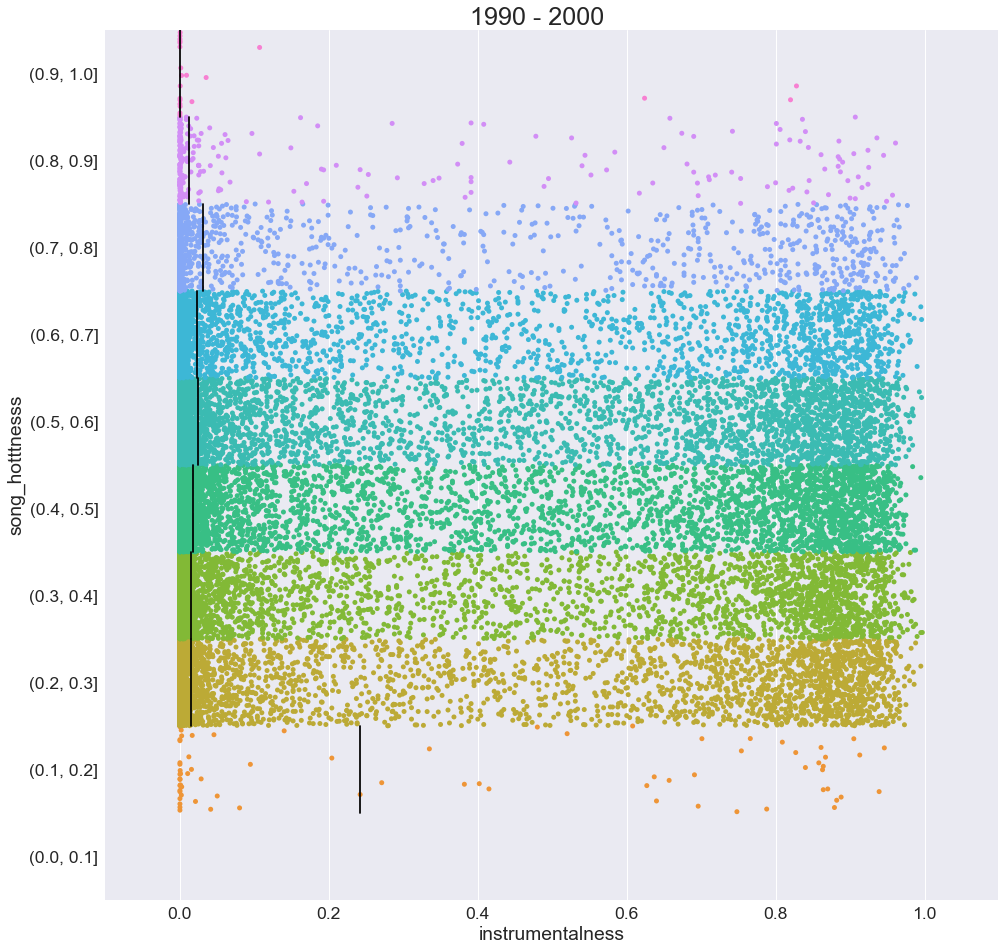 1990 - 2000
(0.9, 1.0]
(0.8, 0.9]
(0.7, 0.8]
(0.6, 0.7]
(0.5, 0.6]
(0.4, 0.5]
(0.3, 0.4]
(0.2, 0.3]
(0.1, 0.2]
(0.0, 0.1]
song_hotttnesss
0.0 0.2 0.4 0.6 0.8 1.0
instrumentalness